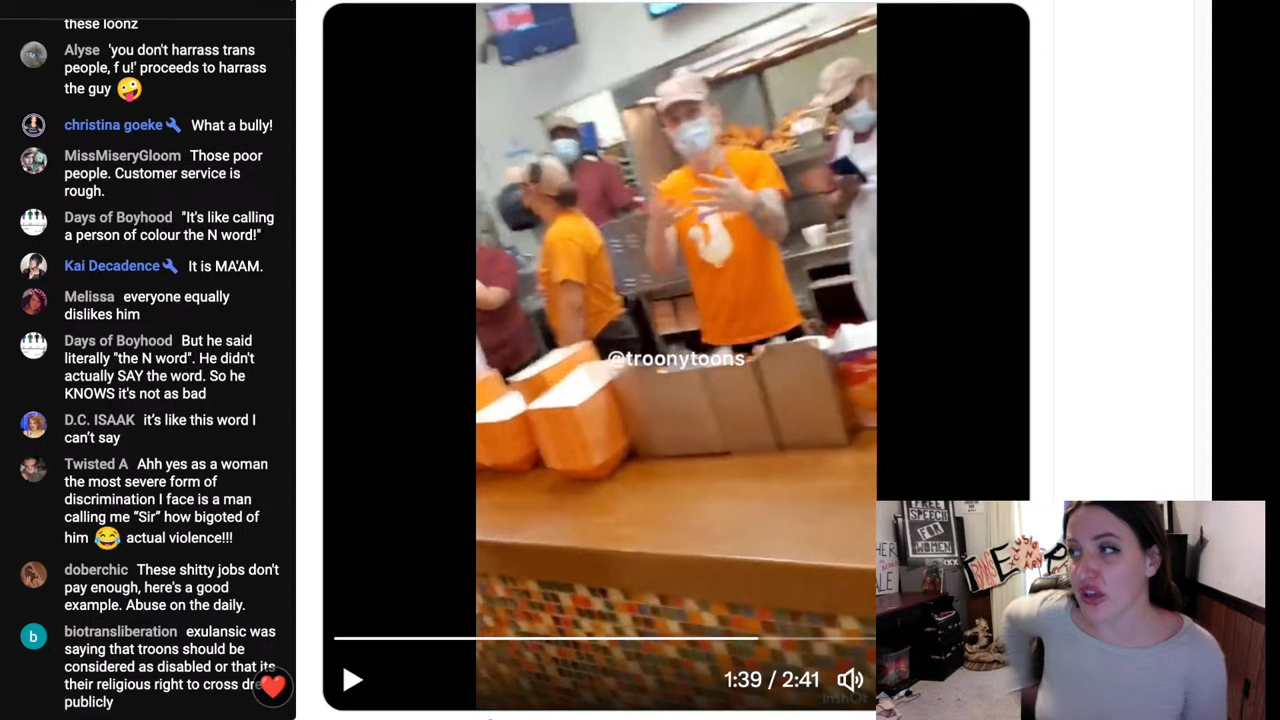 these loonz
Alyse 'you don't harrass trans
people, f u!' proceeds to harrass
the guy 🤪
christina goeke What a bully!
MissMiseryGloom Those poor
people. Customer service is
rough.
Days of Boyhood "It's like calling
a person of colour the N word!"
Kai Decadence It is MA'AM.
Melissa everyone equally
dislikes him
Days of Boyhood But he said
literally "the N word". He didn't
actually SAY the word. So he
KNOWS it's not as bad
D.C. ISAAK it's like this word I
can't say
Twisted A Ahh yes as a woman
the most severe form of
discrimination I face is a man
calling me "Sir" how bigoted of
him 😂 actual violence!!!
doberchic These shitty jobs don't
pay enough, here's a good
example. Abuse on the daily.
b
biotransliberation exulansic was
saying that troons should be
considered as disabled or that its
their religious right to cross
publicly
@troonytoons
1:39 / 2:41
InShot
FREE
SPEECH
FOR
WOMEN